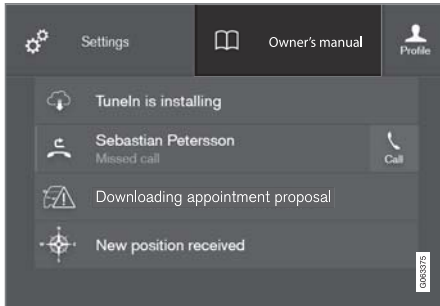 Settings
Owner's manual
Profile
TuneIn is installing
Sebastian Petersson
Missed call
Call
Downloading appointment proposal
New position received
G063375